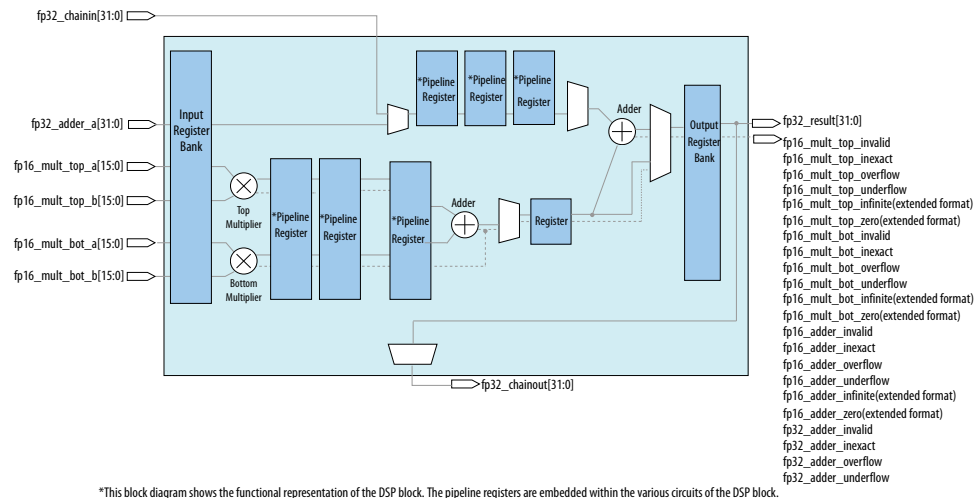 fp32_chainin[31:0]
fp32_adder_a[31:0]
fp16_mult_top_a[15:0]
fp16_mult_top_b[15:0]
fp16_mult_bot_a[15:0]
fp16_mult_bot_b[15:0]
Input
Register
Bank
Top
Multiplier
Bottom
Multiplier
*Pipeline
Register
*Pipeline
Register
*Pipeline
Register
*Pipeline
Register
*Pipeline
Register
*Pipeline
Register
Adder
Register
Adder
Output
Register
Bank
fp32_result[31:0]
fp16_mult_top_invalid
fp16_mult_top_inexact
fp16_mult_top_overflow
fp16_mult_top_underflow
fp16_mult_top_infinite(extended format)
fp16_mult_top_zero(extended format)
fp16_mult_bot_invalid
fp16_mult_bot_inexact
fp16_mult_bot_overflow
fp16_mult_bot_underflow
fp16_mult_bot_infinite(extended format)
fp16_mult_bot_zero(extended format)
fp16_adder_invalid
fp16_adder_inexact
fp16_adder_overflow
fp16_adder_underflow
fp16_adder_infinite(extended format)
fp16_adder_zero(extended format)
fp32_adder_invalid
fp32_adder_inexact
fp32_adder_overflow
fp32_adder_underflow
fp32_chainout[31:0]
*This block diagram shows the functional representation of the DSP block. The pipeline registers are embedded within the various circuits of the DSP block.